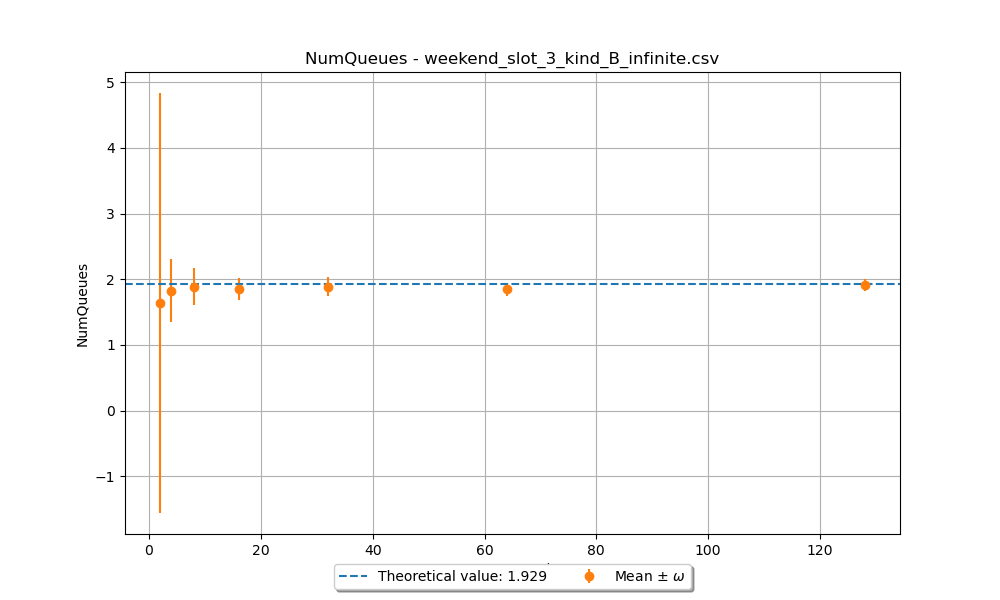 NumQueues - weekend_slot_3_kind_B_infinite.csv
5
4
3
2
1
0
−1
NumQueues
0 20 40 60 80 100 120
Theoretical value: 1.929 Mean ± ω